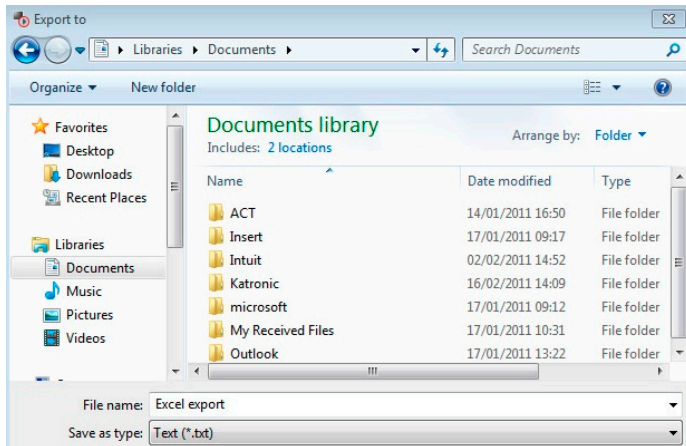 Export to
Libraries Documents
Search Documents
Organize New folder
Favorites
Desktop
Downloads
Recent Places
Libraries
Documents
Music
Pictures
Videos
Documents library
Includes: 2 locations
Arrange by: Folder
Name Date modified Type
ACT 14/01/2011 16:50 File folder
Insert 17/01/2011 09:17 File folder
Intuit 02/02/2011 14:52 File folder
Katronic 16/02/2011 14:09 File folder
microsoft 17/01/2011 09:12 File folder
My Received Files 17/01/2011 10:31 File folder
Outlook 17/01/2011 13:22 File folder
File name: Excel export
Save as type: Text (*.txt)